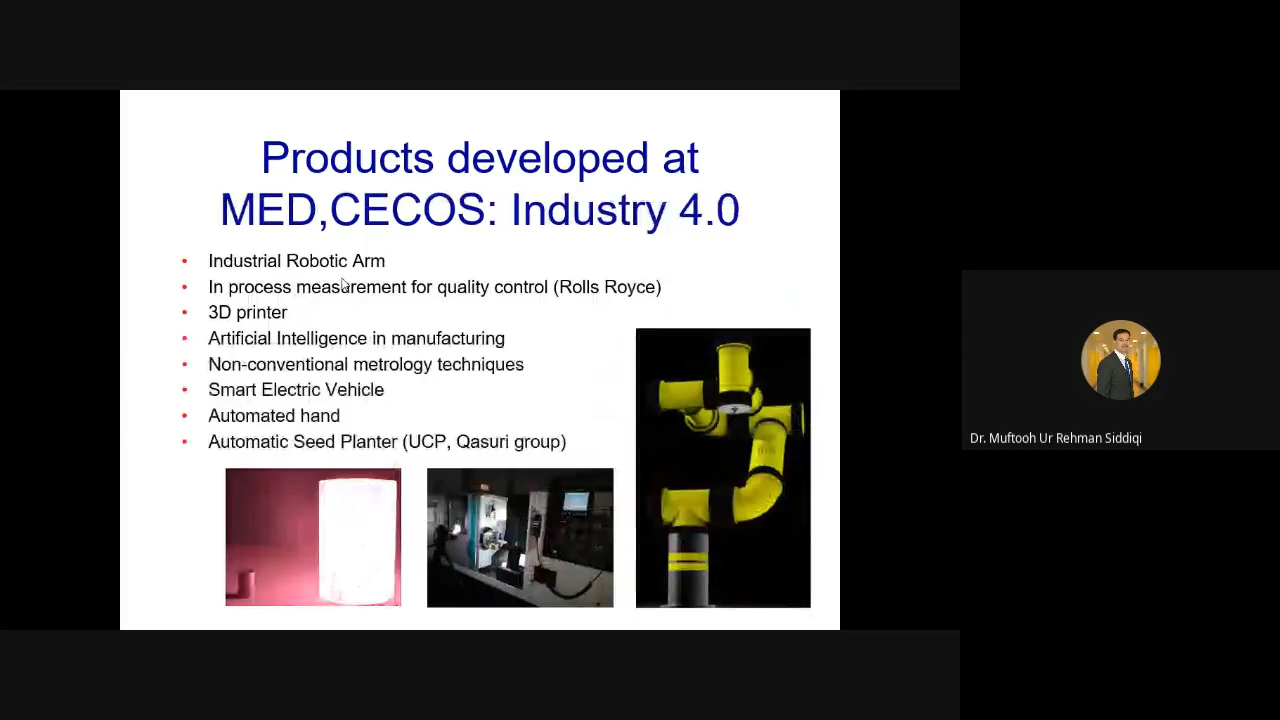 Products developed at
MED,CECOS: Industry 4.0
• Industrial Robotic Arm
• In process measurement for quality control (Rolls Royce)
• 3D printer
• Artificial Intelligence in manufacturing
• Non-conventional metrology techniques
• Smart Electric Vehicle
• Automated hand
• Automatic Seed Planter (UCP, Qasuri group)
Dr. Muftooh Ur Rehman Siddiqi